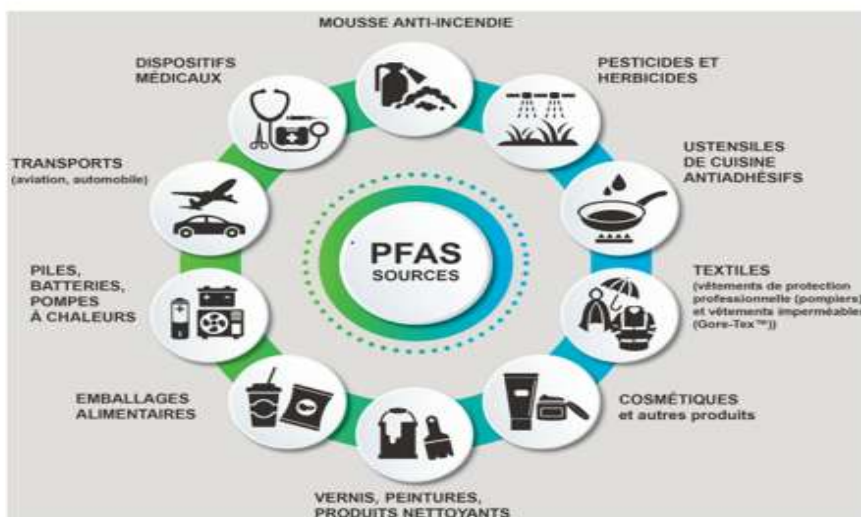 MOUSSE ANTI-INCENDIE
DISPOSITIFS
MÉDICAUX
PESTICIDES ET
HERBICIDES
TRANSPORTS
(aviation, automobile)
USTENSILES
DE CUISINE
ANTIADHÉSIFS
PFAS
SOURCES
PILES,
BATTERIES,
POMPES
À CHALEURS
TEXTILES
(vêtements de protection
professionnelle (pompiers)
et vêtements imperméables
(Gore-Tex™))
EMBALLAGES
ALIMENTAIRES
COSMÉTIQUES
et autres produits
VERNIS, PEINTURES,
PRODUITS NETTOYANTS